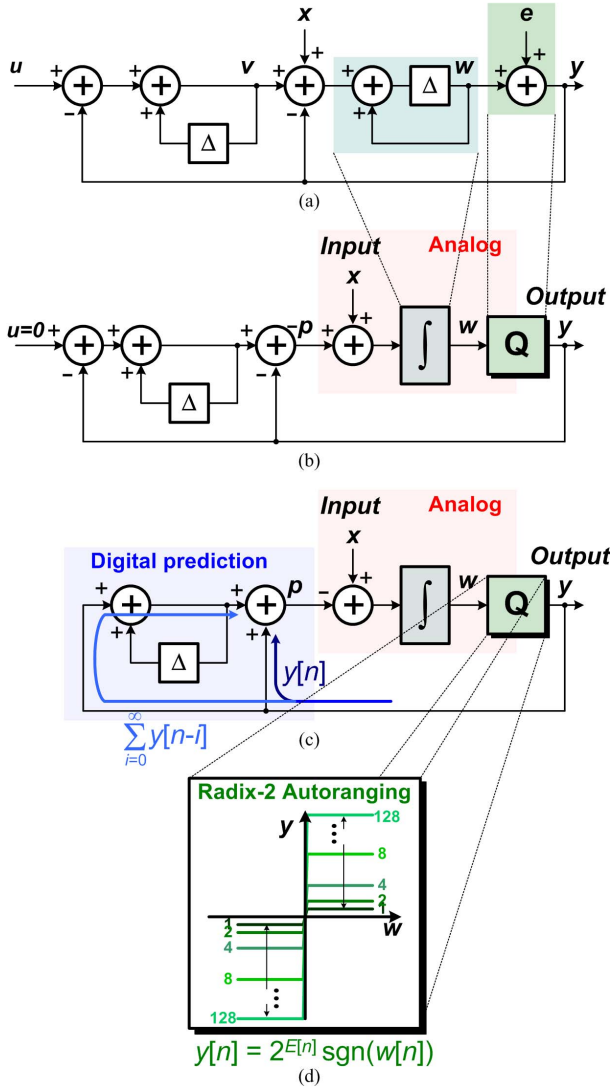 x
e
u
+
+
+
+
+
v
+
+
w
+
+
y
-
+
Δ
-
+
Δ
(a)
Input
Analog
x
Output
u=0
+
+
+
-p
+
+
w
Q
y
-
+
-
∫
Δ
(b)
Input
Analog
x
Output
Digital prediction
+
+
p
-
+
w
Q
y
+
+
∫
Δ
y[n]
∞
∑ y[n-i]
i=0
(c)
Radix-2 Autoranging
y
128
8
4
2
1
1
w
2
4
8
128
y[n] = 2^E[n] sgn(w[n])
(d)